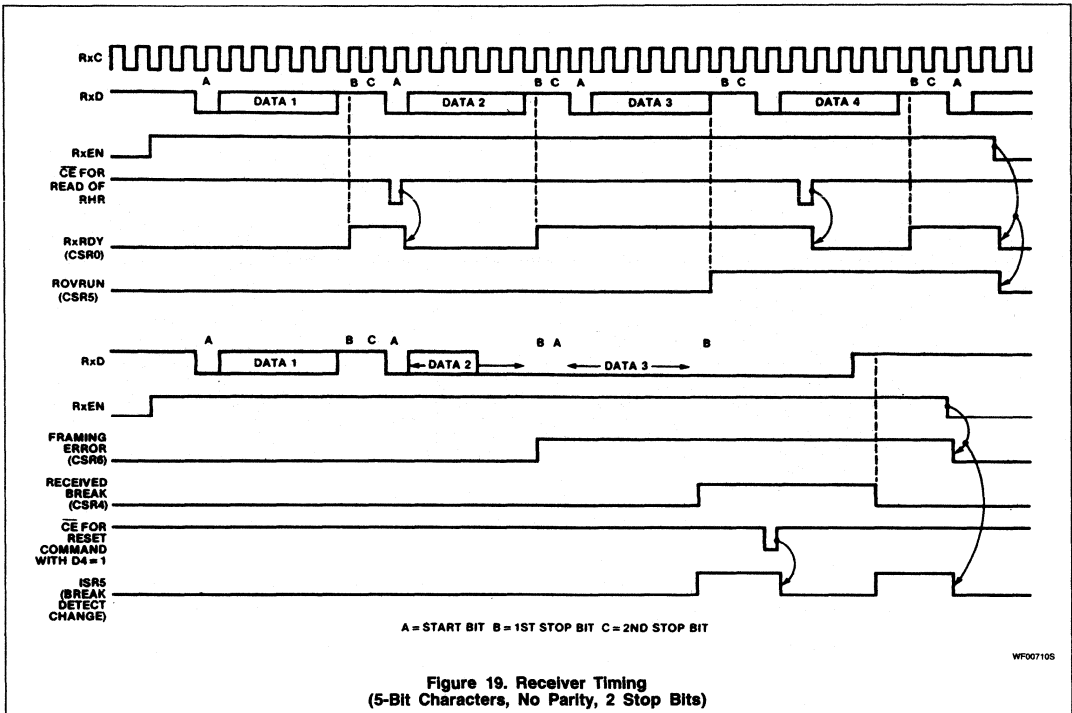 RxC
A B C A B C A B C B C A
RxD
DATA 1 DATA 2 DATA 3 DATA 4
RxEN
CE FOR
READ OF
RHR
RxRDY
(CSR0)
ROVRUN
(CSR5)
A B C A B A B
RxD
DATA 1 DATA 2 DATA 3
RxEN
FRAMING
ERROR
(CSR6)
RECEIVED
BREAK
(CSR4)
CE FOR
RESET
COMMAND
WITH D4 = 1
ISR5
(BREAK
DETECT
CHANGE)
A = START BIT B = 1ST STOP BIT C = 2ND STOP BIT
WF00710S
Figure 19. Receiver Timing
(5-Bit Characters, No Parity, 2 Stop Bits)